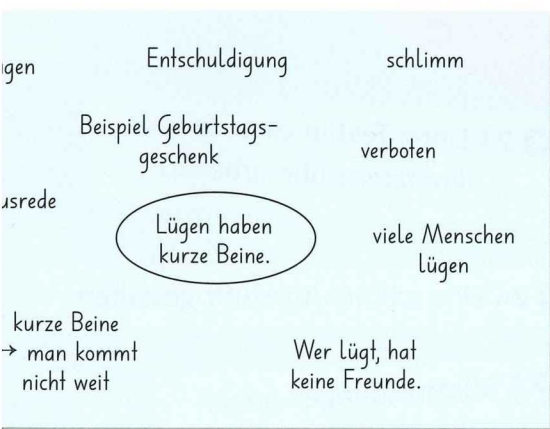 Entschuldigung
schlimm
Beispiel Geburtstags-
geschenk
verboten
Lügen haben
kurze Beine.
viele Menschen
lügen
kurze Beine
→ man kommt
nicht weit
Wer lügt, hat
keine Freunde.